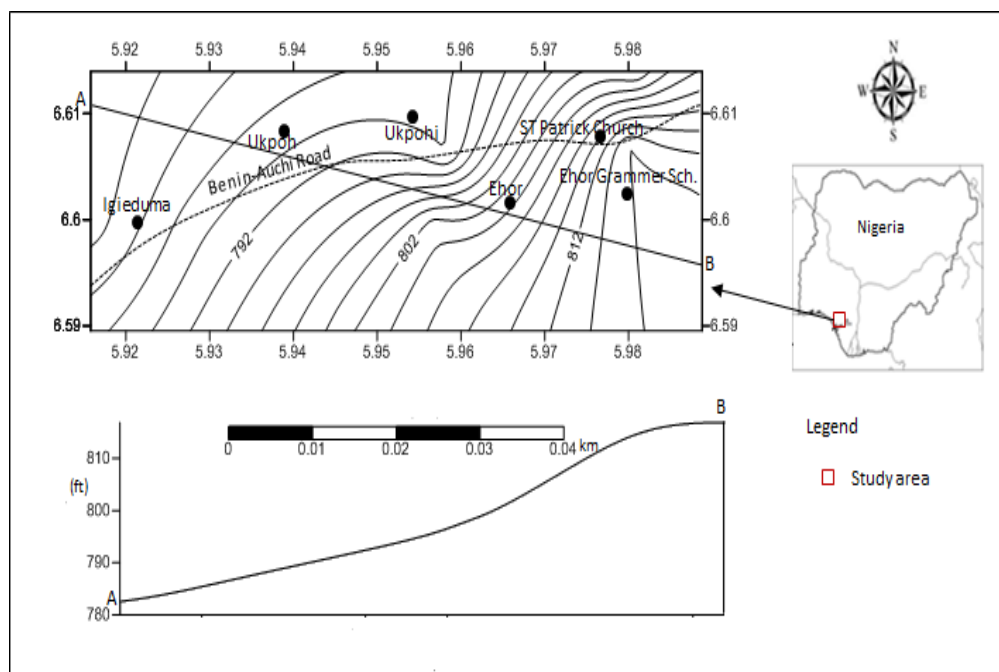 5.92 5.93 5.94 5.95 5.96 5.97 5.98
N
W E
S
A
6.61 6.61
Ukpoh
Ukpohi
ST Patrick Church
Benin-Auchi Road
Ehor Grammer Sch.
Ehor
Igieduma
6.6 6.6
792
802
812
B
6.59 6.59
5.92 5.93 5.94 5.95 5.96 5.97 5.98
Nigeria
B
0 0.01 0.02 0.03 0.04 km
810
(ft)
800
790
A
780
Legend
Study area